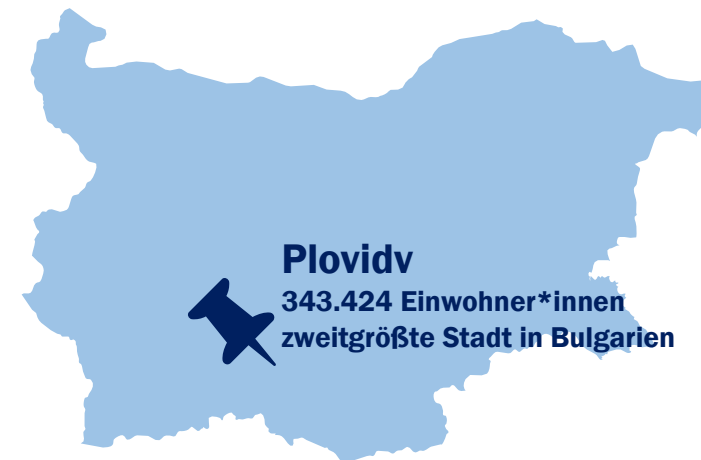 Plovidv
343.424 Einwohner*innen
zweitgrößte Stadt in Bulgarien